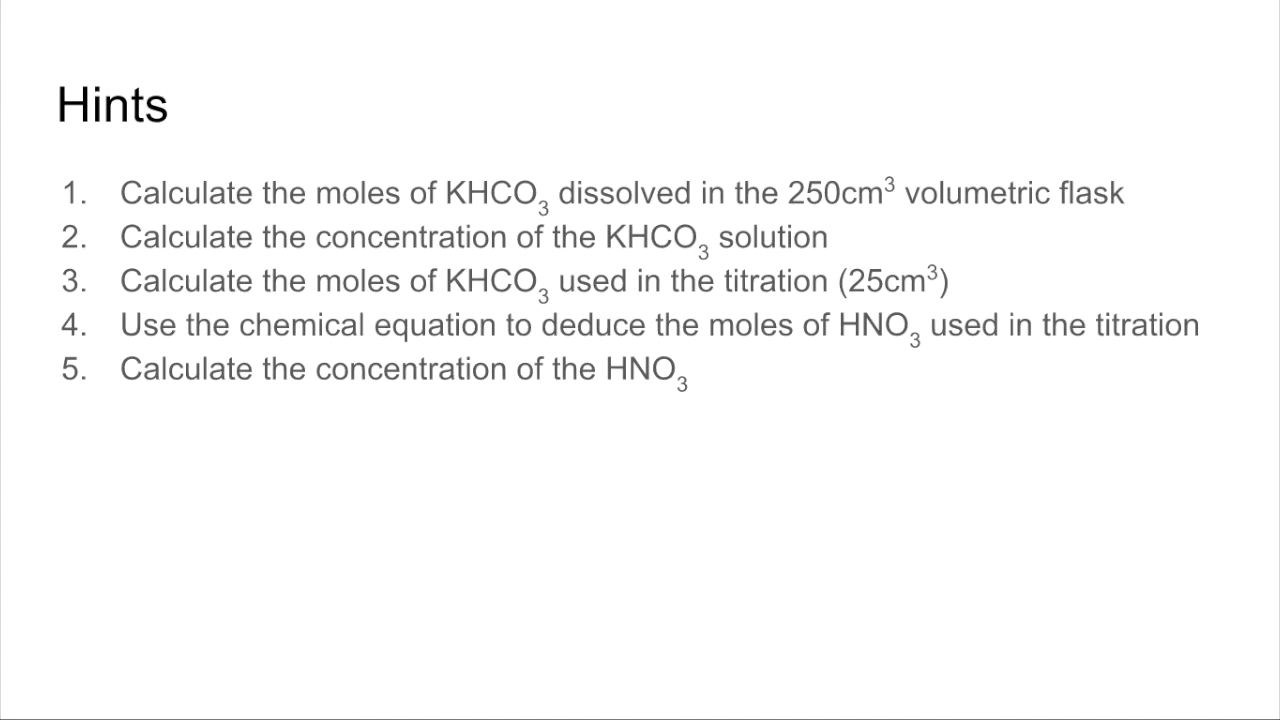 Hints
1. Calculate the moles of KHCO₃ dissolved in the 250cm³ volumetric flask
2. Calculate the concentration of the KHCO₃ solution
3. Calculate the moles of KHCO₃ used in the titration (25cm³)
4. Use the chemical equation to deduce the moles of HNO₃ used in the titration
5. Calculate the concentration of the HNO₃